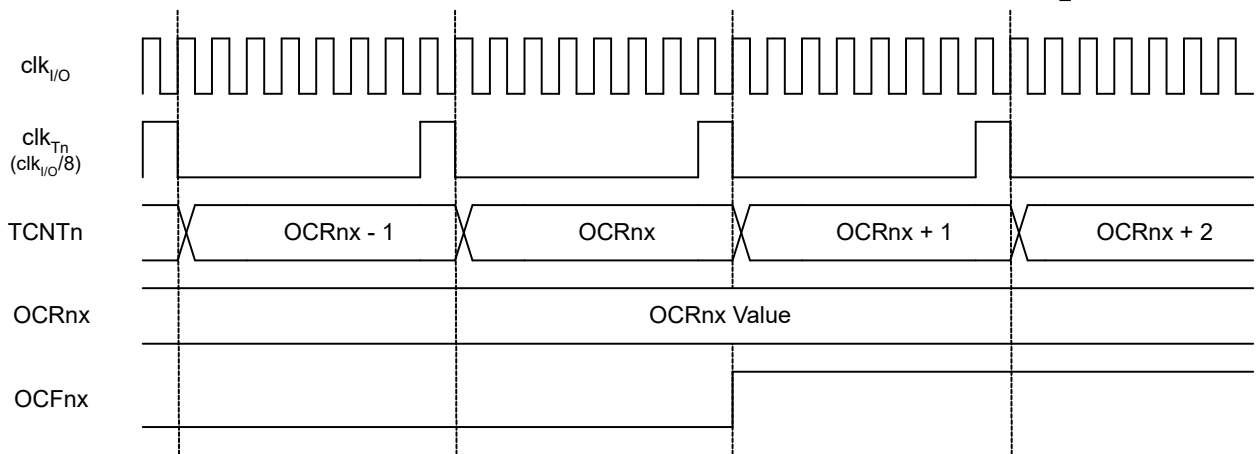 clkI/O
clkTn
(clkI/O/8)
TCNTn OCRnx - 1 OCRnx OCRnx + 1 OCRnx + 2
OCRnx OCRnx Value
OCFnx